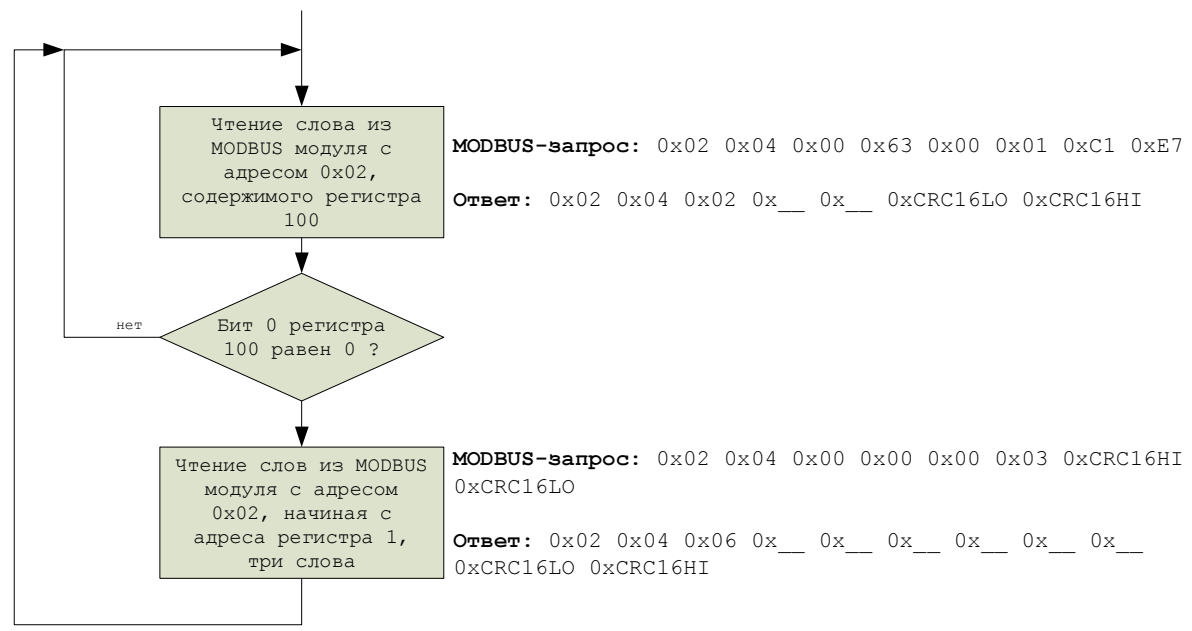 Чтение слова из
MODBUS модуля с
адресом 0x02,
содержимого регистра
100
MODBUS-запрос: 0x02 0x04 0x00 0x63 0x00 0x01 0xC1 0xE7
Ответ: 0x02 0x04 0x02 0x__ 0x__ 0xCRC16LO 0xCRC16HI
нет
Бит 0 регистра
100 равен 0 ?
Чтение слов из MODBUS
модуля с адресом
0x02, начиная с
адреса регистра 1,
три слова
MODBUS-запрос: 0x02 0x04 0x00 0x00 0x00 0x03 0xCRC16HI
0xCRC16LO
Ответ: 0x02 0x04 0x06 0x__ 0x__ 0x__ 0x__ 0x__ 0x__
0xCRC16LO 0xCRC16HI